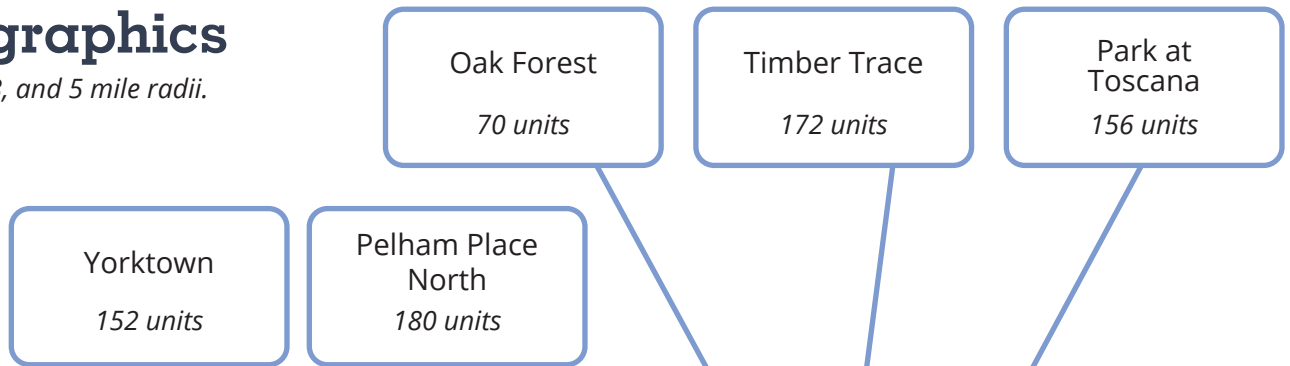 graphics
, and 5 mile radii.
Oak Forest
70 units
Timber Trace
172 units
Park at
Toscana
156 units
Yorktown
152 units
Pelham Place
North
180 units